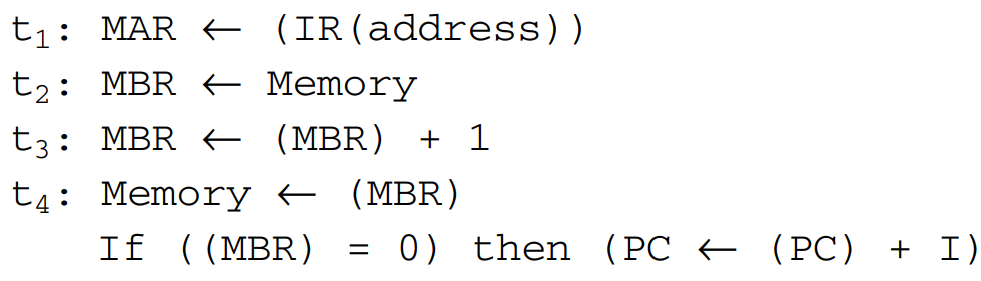 t₁: MAR ← (IR(address))
t₂: MBR ← Memory
t₃: MBR ← (MBR) + 1
t₄: Memory ← (MBR)
If ((MBR) = 0) then (PC ← (PC) + I)